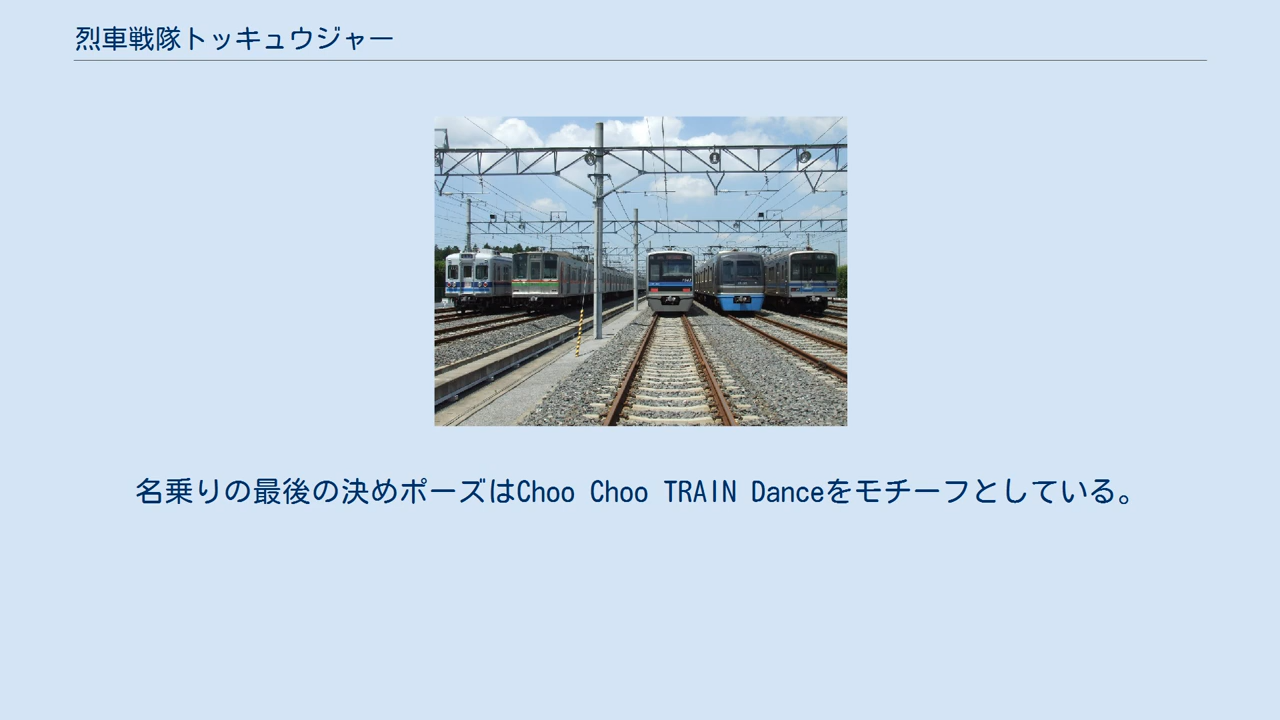 烈車戦隊トッキュウジャー
名乗りの最後の決めポーズはChoo Choo TRAIN Danceをモチーフとしている。